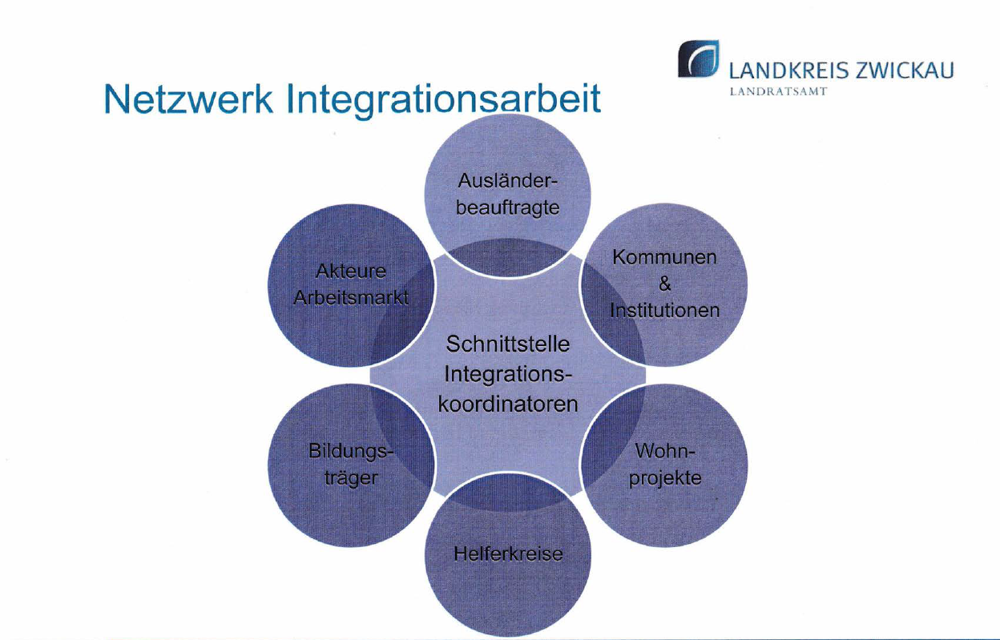 LANDKREIS ZWICKAU
LANDRATSAMT
Netzwerk Integrationsarbeit
Ausländer-
beauftragte
Kommunen
&
Institutionen
Wohn-
projekte
Helferkreise
Bildungs-
träger
Akteure
Arbeitsmarkt
Schnittstelle
Integrations-
koordinatoren